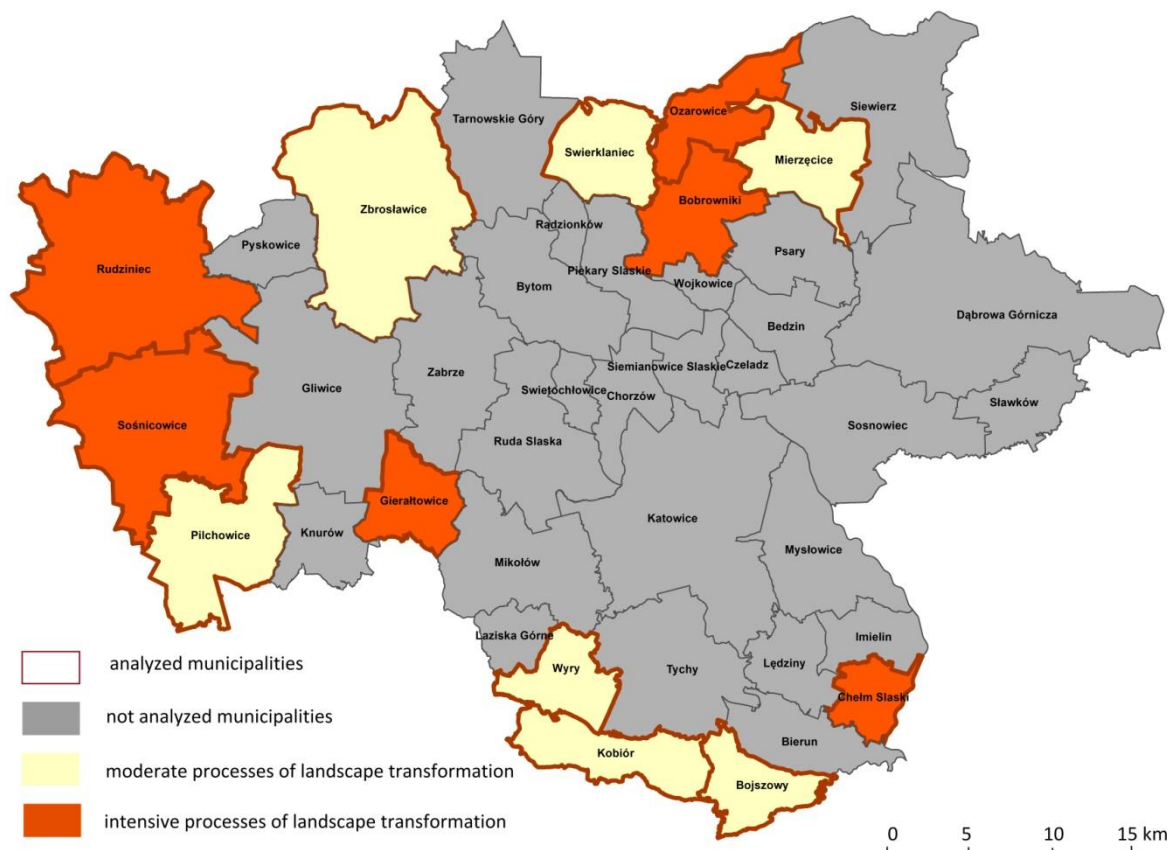 Tarnowskie Góry
Ozarowice
Siewierz
Swierklaniec
Mierzęcice
Zbrosławice
Bobrowniki
Radzionków
Pyskowice
Psary
Rudziniec
Piekary Slaskie
Wojkowice
Bytom
Dąbrowa Górnicza
Bedzin
Siemianowice Slaskie
Czeladz
Zabrze
Gliwice
Swiętochłowice
Chorzów
Sławków
Sośnicowice
Sosnowiec
Ruda Slaska
Gierałtowice
Katowice
Pilchowice
Knurów
Mysłowice
Mikołów
Laziska Górne
Imielin
Wyry
Tychy
Lędziny
Chełm Slaski
Bierun
Kobiór
Bojszowy
analyzed municipalities
not analyzed municipalities
moderate processes of landscape transformation
intensive processes of landscape transformation
0 5 10 15 km